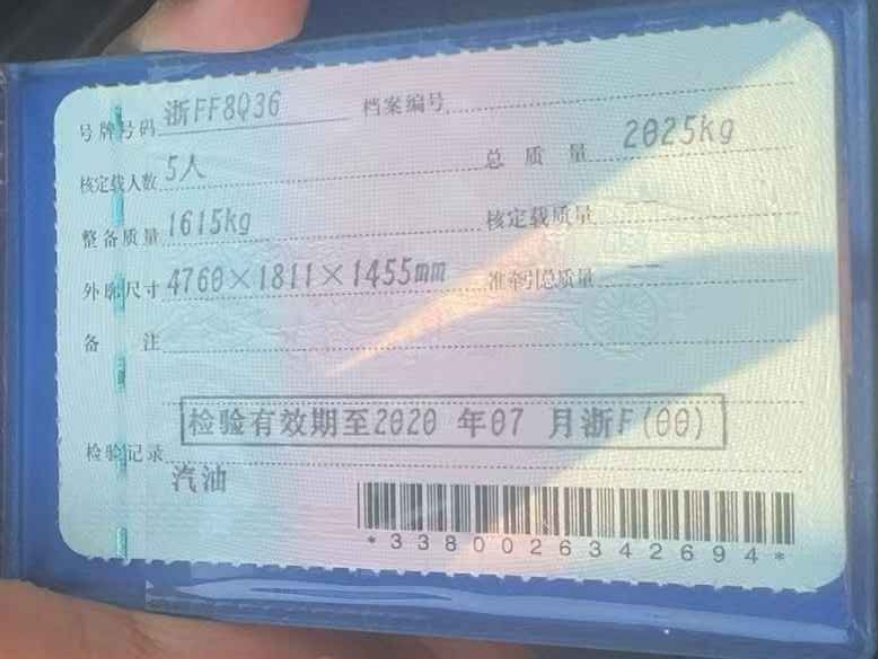 号牌号码 浙FF8Q36 档案编号
核定载人数 5人 总质量 2025kg
整备质量 1615kg 核定载质量 --
外廓尺寸 4760×1811×1455mm 准牵引总质量 --
备注
检验有效期至2020 年07 月浙F(00)
检验记录
汽油
*3380026342694*